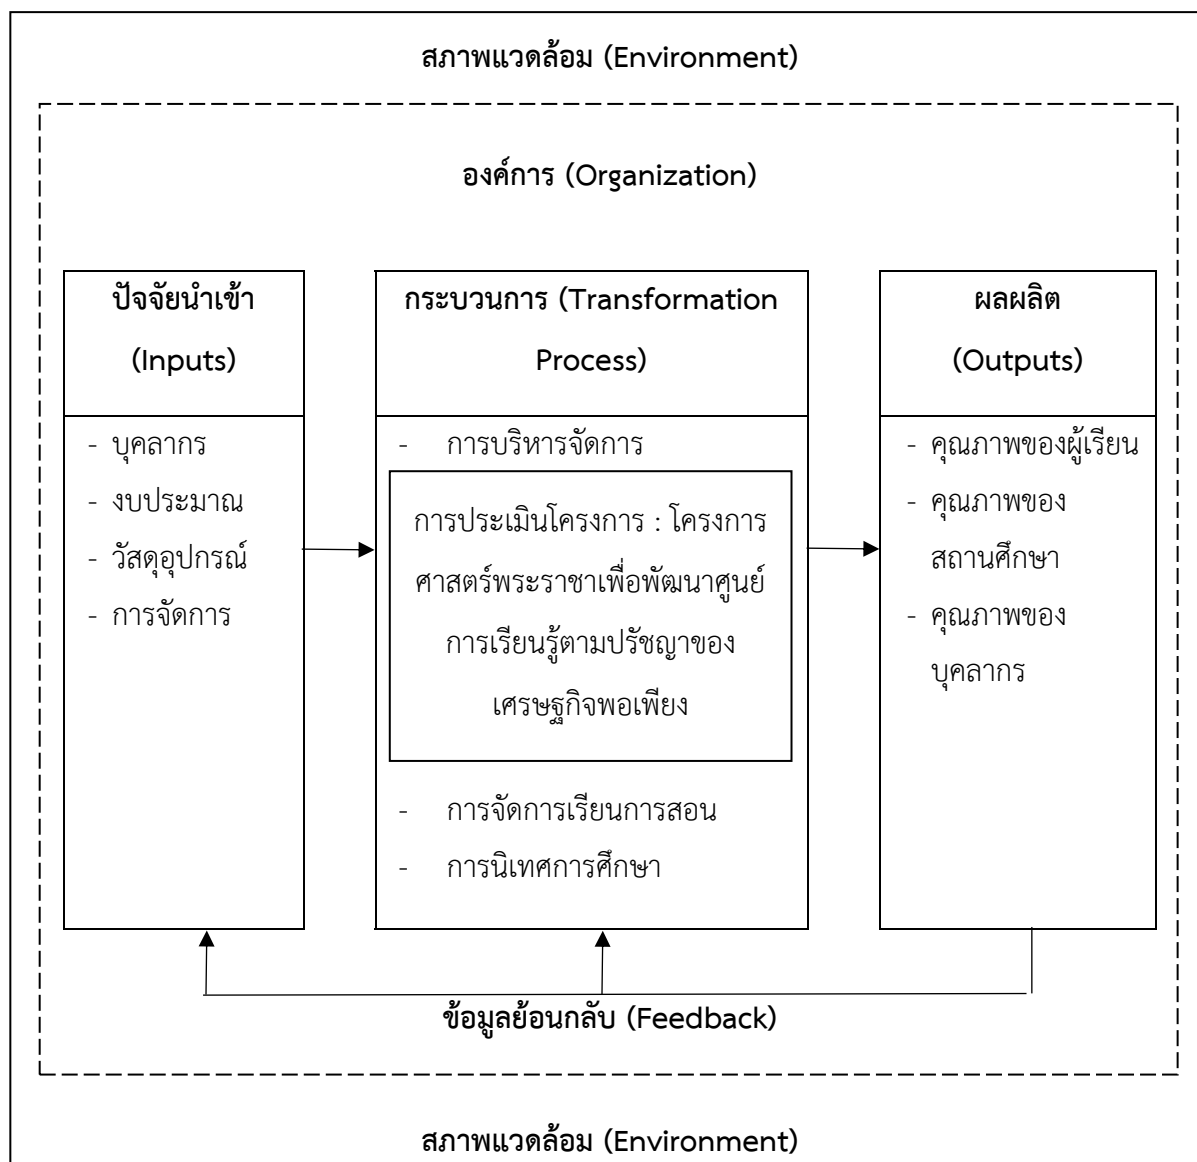 สภาพแวดล้อม (Environment)
องค์การ (Organization)
ปัจจัยนำเข้า
(Inputs)
- บุคลากร
- งบประมาณ
- วัสดุอุปกรณ์
- การจัดการ
กระบวนการ (Transformation
Process)
- การบริหารจัดการ
การประเมินโครงการ : โครงการ
ศาสตร์พระราชาเพื่อพัฒนาศูนย์
การเรียนรู้ตามปรัชญาของ
เศรษฐกิจพอเพียง
- การจัดการเรียนการสอน
- การนิเทศการศึกษา
ผลผลิต
(Outputs)
- คุณภาพของผู้เรียน
- คุณภาพของ
สถานศึกษา
- คุณภาพของ
บุคลากร
ข้อมูลย้อนกลับ (Feedback)
สภาพแวดล้อม (Environment)